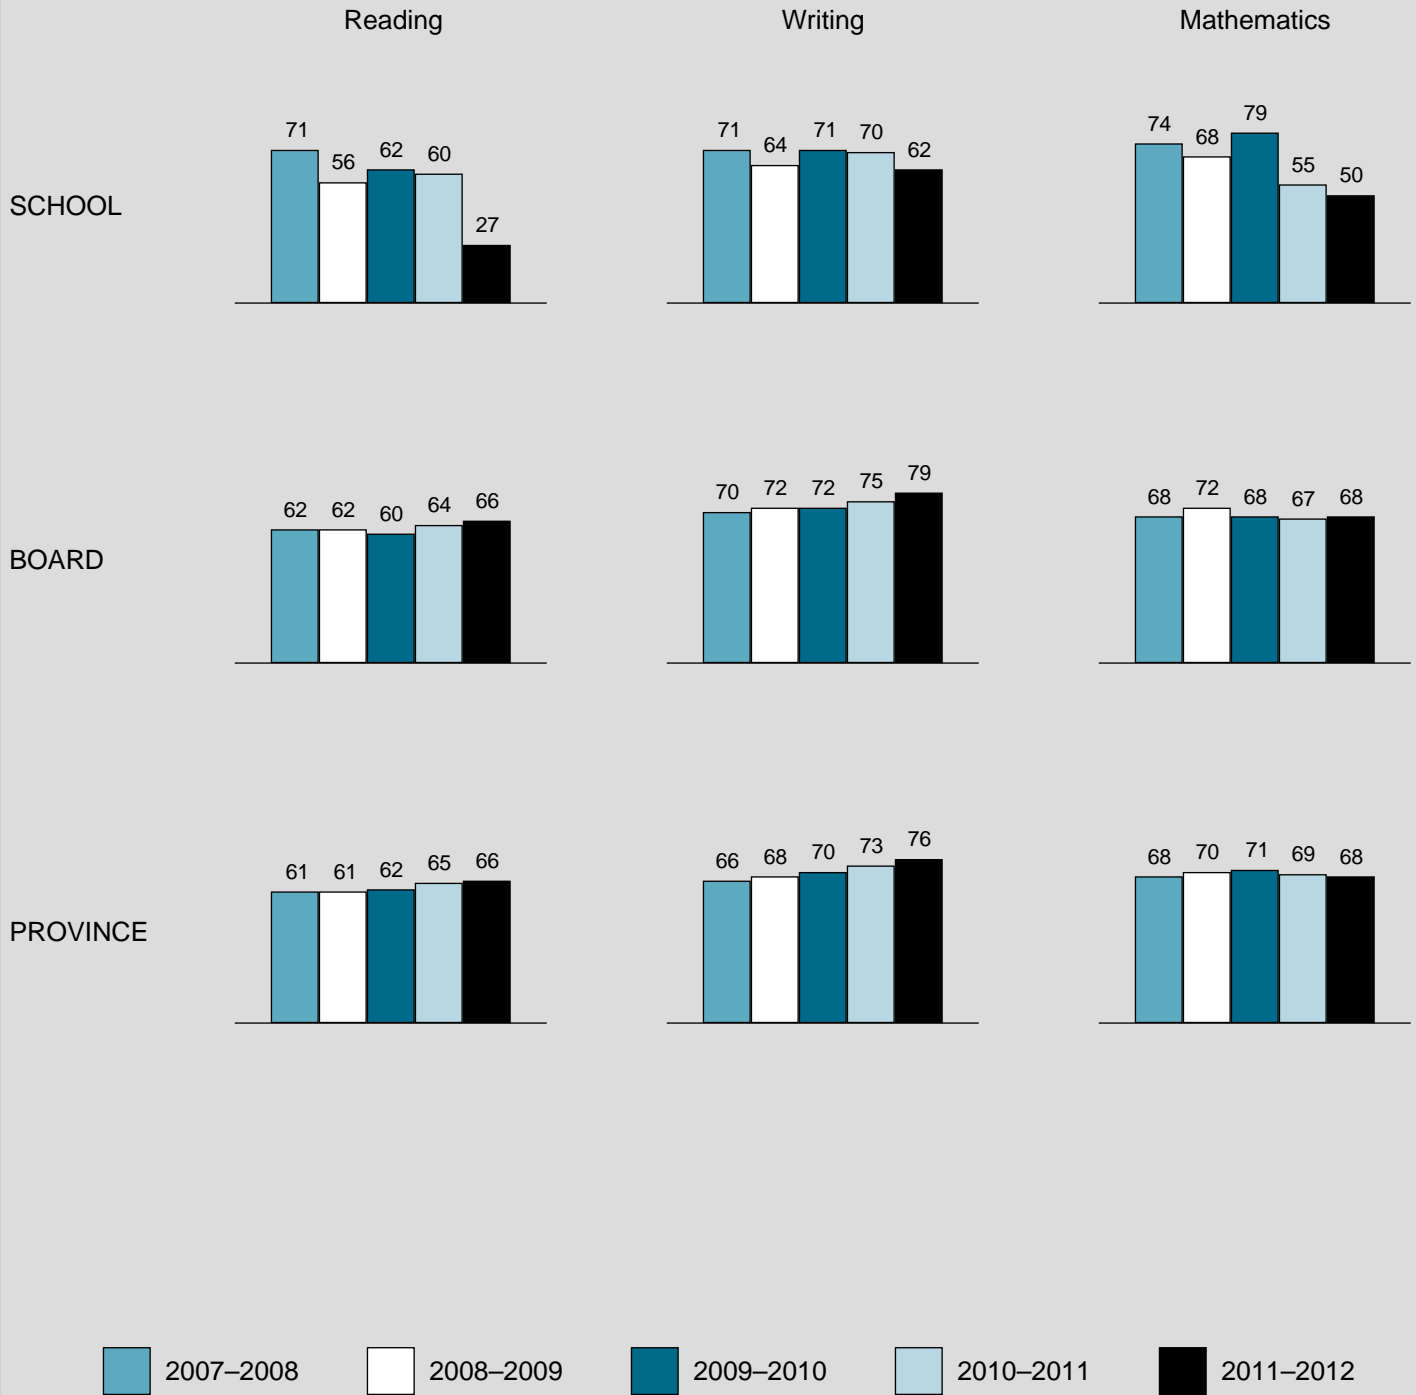 Reading Writing Mathematics
71 56 62 60 27 71 64 71 70 62 74 68 79 55 50
SCHOOL
62 62 60 64 66 70 72 72 75 79 68 72 68 67 68
BOARD
61 61 62 65 66 66 68 70 73 76 68 70 71 69 68
PROVINCE
2007–2008 2008–2009 2009–2010 2010–2011 2011–2012